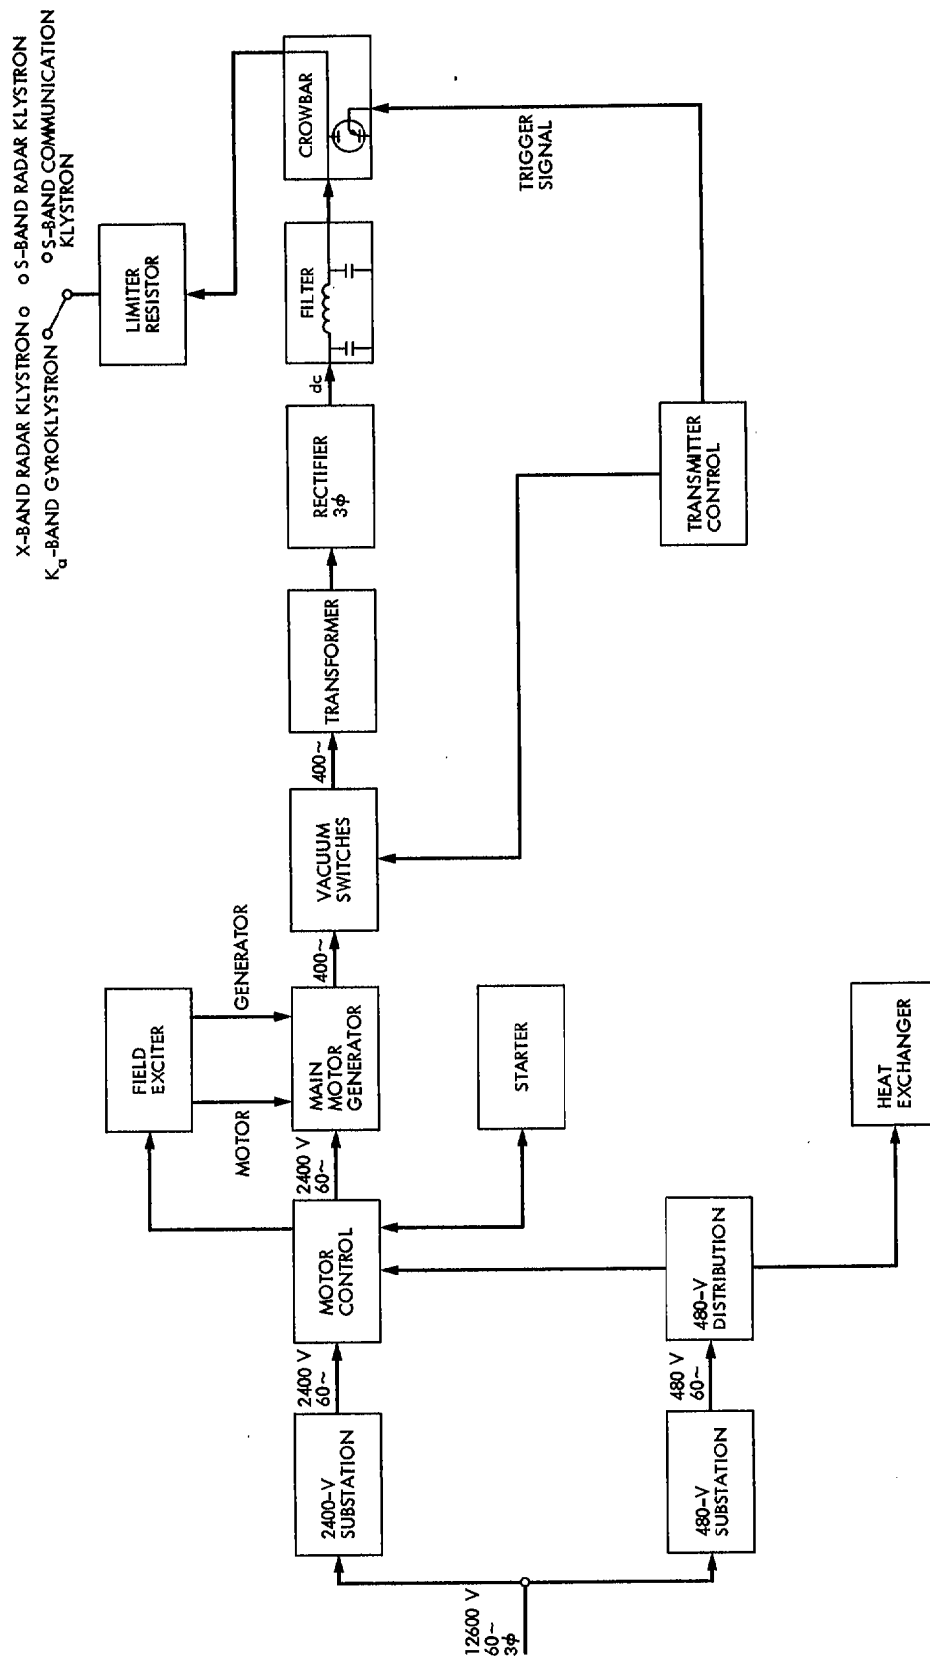 X-BAND RADAR KLYSTRON
S-BAND RADAR KLYSTRON
Kα-BAND GYROKLYSTRON
S-BAND COMMUNICATION
KLYSTRON
LIMITER
RESISTOR
FIELD
EXCITER
MOTOR
GENERATOR
12600 V
60~
3ϕ
2400-V
SUBSTATION
2400 V
60~
MOTOR
CONTROL
2400 V
60~
MAIN
MOTOR
GENERATOR
400~
VACUUM
SWITCHES
400~
TRANSFORMER
RECTIFIER
3ϕ
dc
FILTER
CROWBAR
STARTER
TRIGGER
SIGNAL
480-V
SUBSTATION
480 V
60~
480-V
DISTRIBUTION
TRANSMITTER
CONTROL
HEAT
EXCHANGER